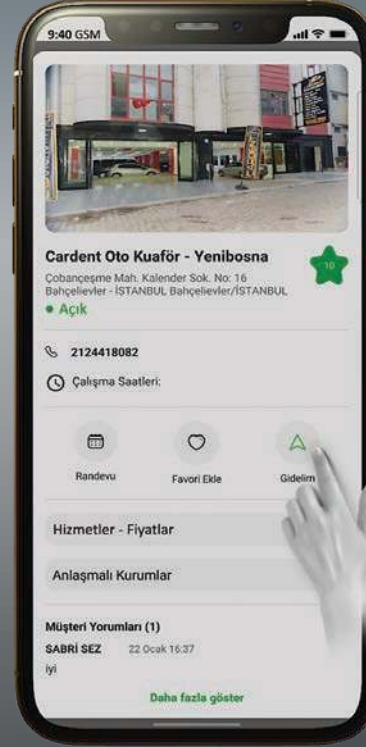 9:40 GSM
Cardent Oto Kuaför - Yenibosna
10
Çobançeşme Mah. Kalender Sok. No: 16
Bahçelievler - İSTANBUL Bahçelievler/İSTANBUL
Açık
2124418082
Çalışma Saatleri:
Randevu
Favori Ekle
Gidelim
Hizmetler - Fiyatlar
Anlaşmalı Kurumlar
Müşteri Yorumları (1)
SABRİ SEZ 22 Ocak 16:37
iyi
Daha fazla göster